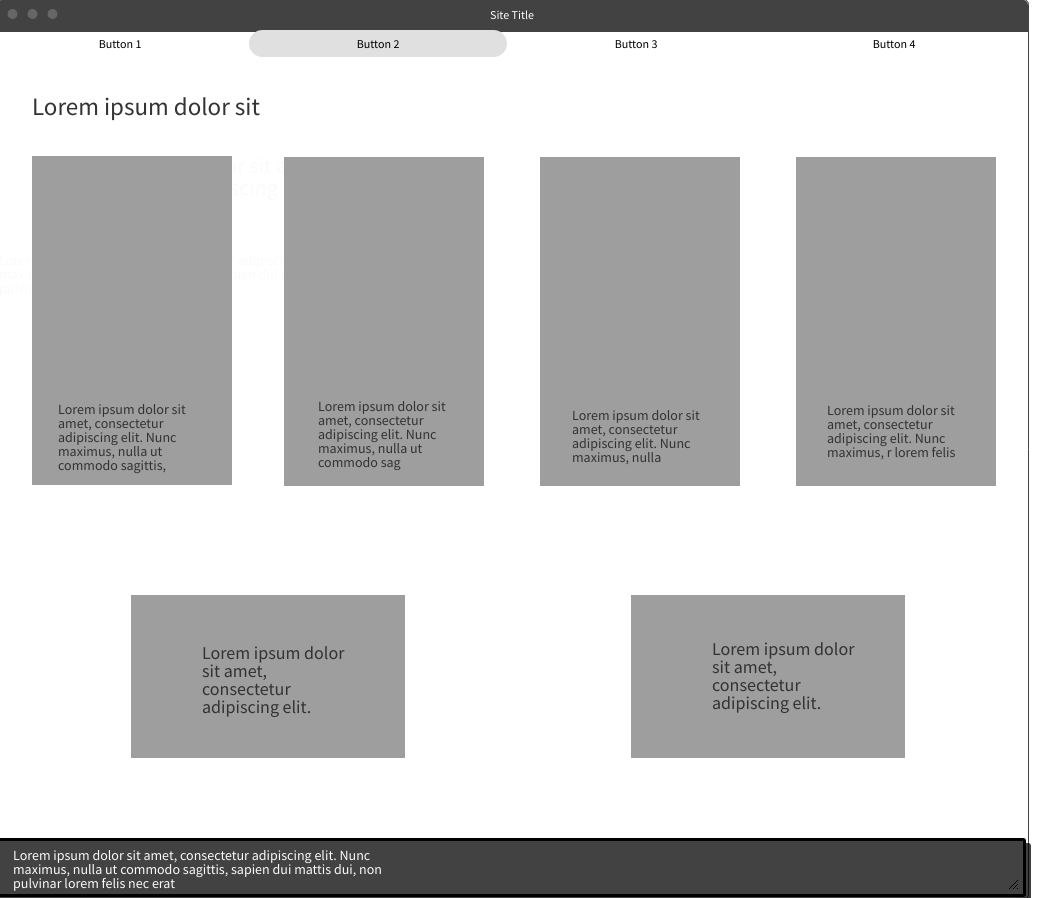 Site Title
Button 1
Button 2
Button 3
Button 4
Lorem ipsum dolor sit
Lorem ipsum dolor sit
amet, consectetur
adipiscing elit. Nunc
maximus, nulla ut
commodo sagittis,
Lorem ipsum dolor sit
amet, consectetur
adipiscing elit. Nunc
maximus, nulla ut
commodo sag
Lorem ipsum dolor sit
amet, consectetur
adipiscing elit. Nunc
maximus, nulla
Lorem ipsum dolor sit
amet, consectetur
adipiscing elit. Nunc
maximus, r lorem felis
Lorem ipsum dolor
sit amet,
consectetur
adipiscing elit.
Lorem ipsum dolor
sit amet,
consectetur
adipiscing elit.
Lorem ipsum dolor sit amet, consectetur adipiscing elit. Nunc
maximus, nulla ut commodo sagittis, sapien dui mattis dui, non
pulvinar lorem felis nec erat